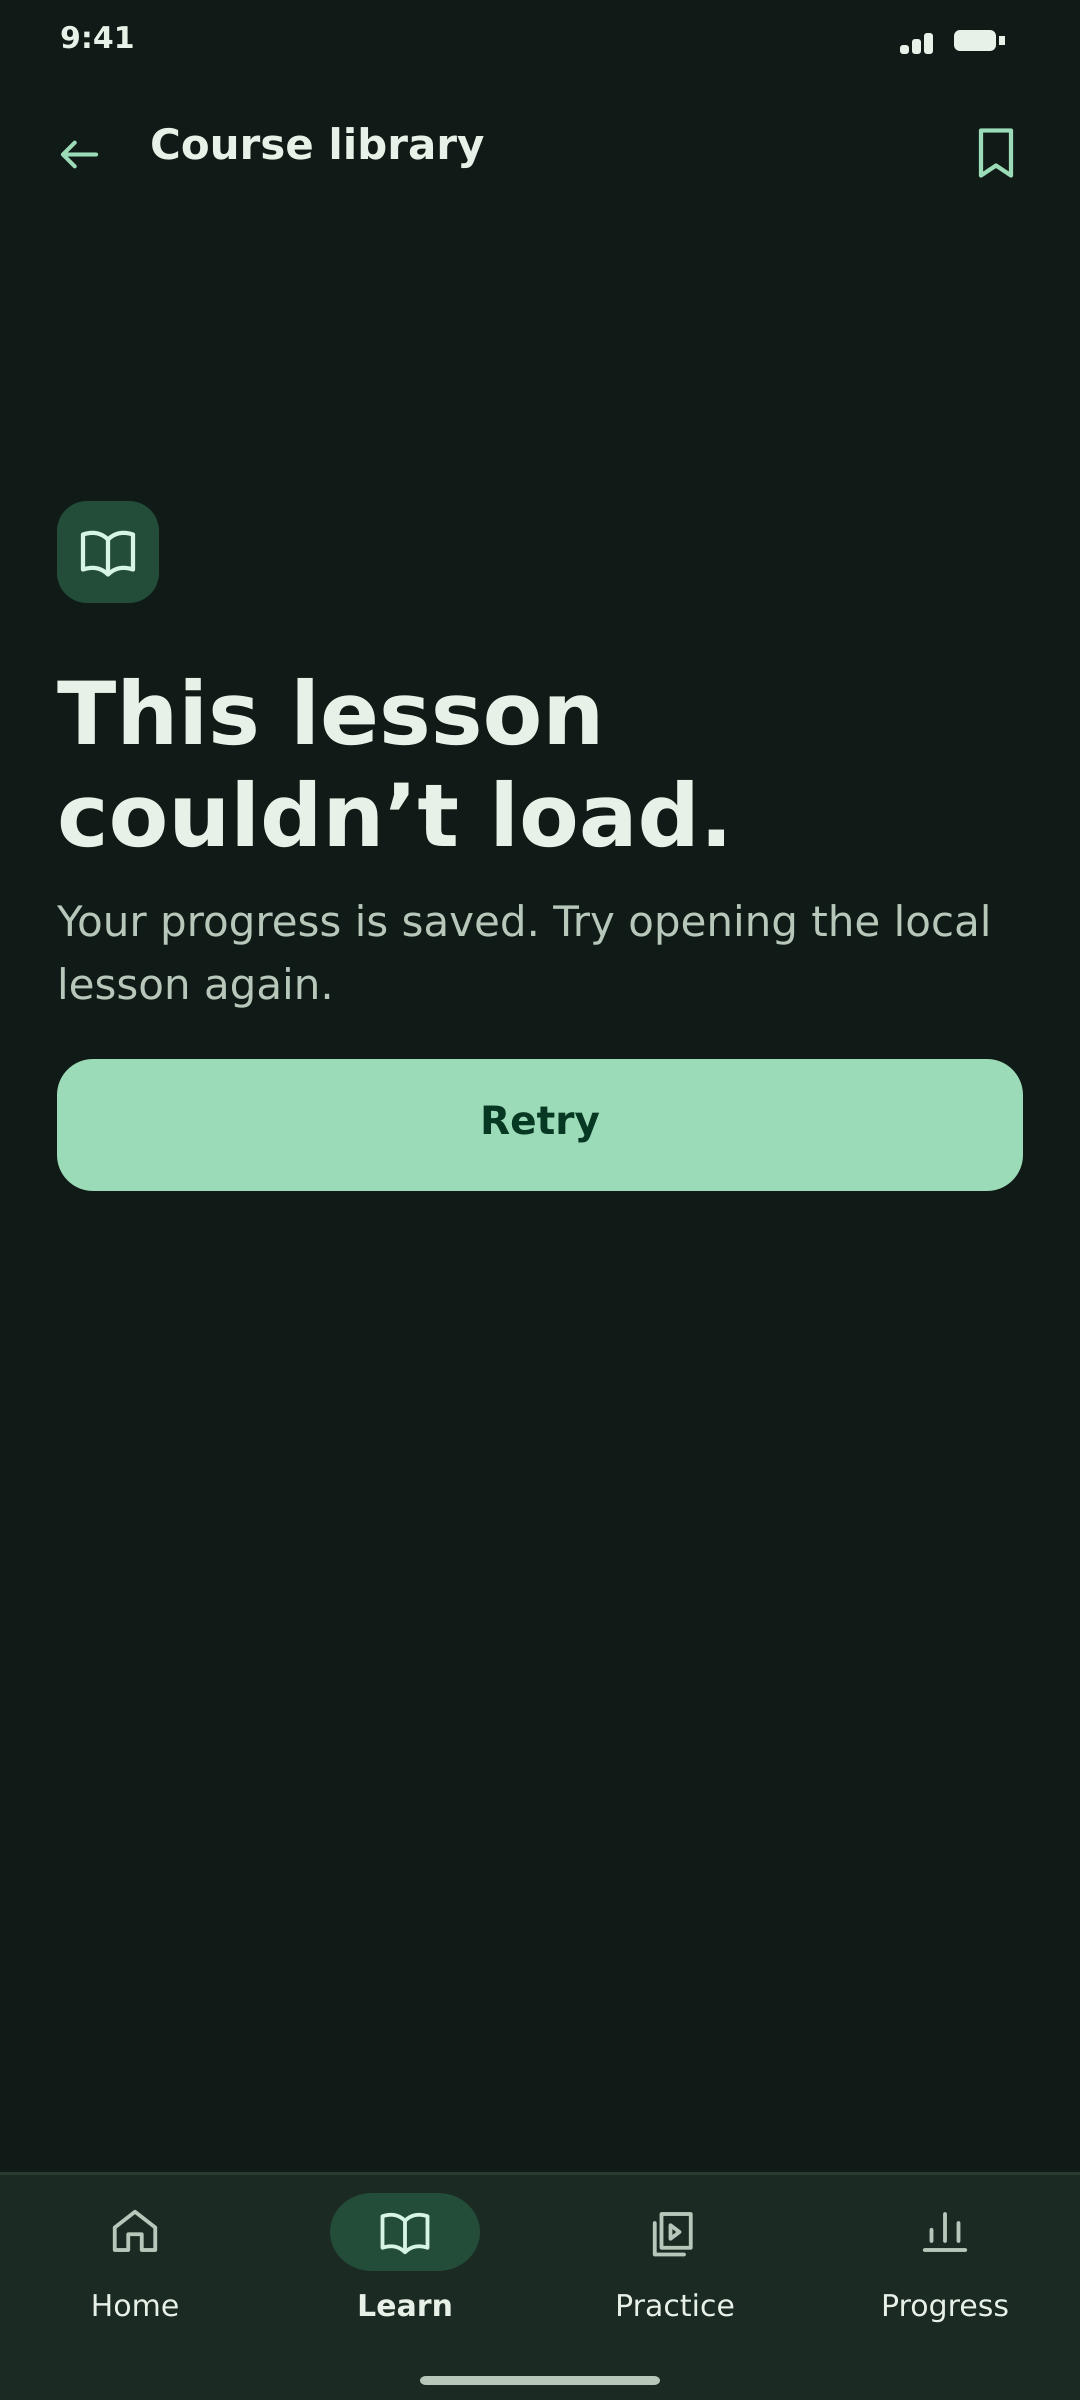 9:41
Course library
This lesson
couldn’t load.
Your progress is saved. Try opening the local
lesson again.
Retry
Home
Learn
Practice
Progress